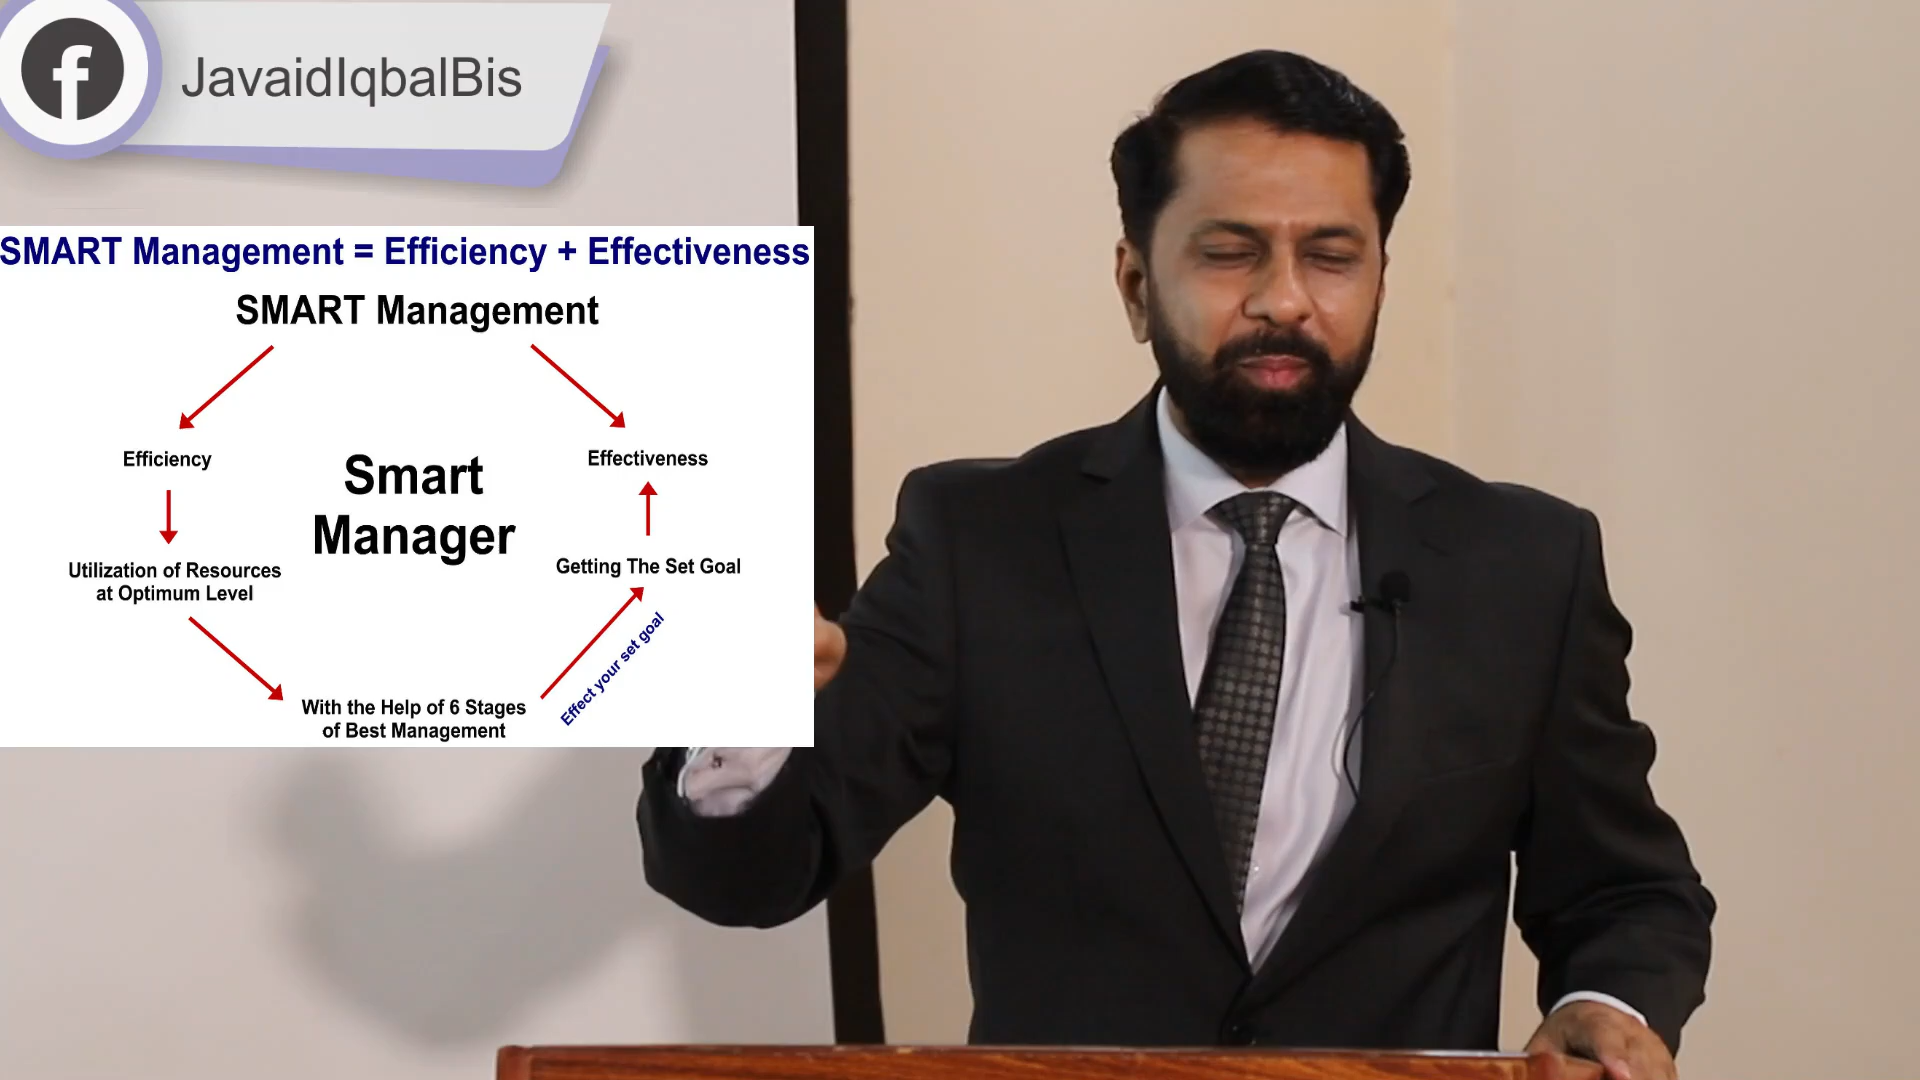 JavaidIqbalBis
SMART Management = Efficiency + Effectiveness
SMART Management
Efficiency
Effectiveness
Smart
Manager
Utilization of Resources
at Optimum Level
Getting The Set Goal
Effect your set goal
With the Help of 6 Stages
of Best Management